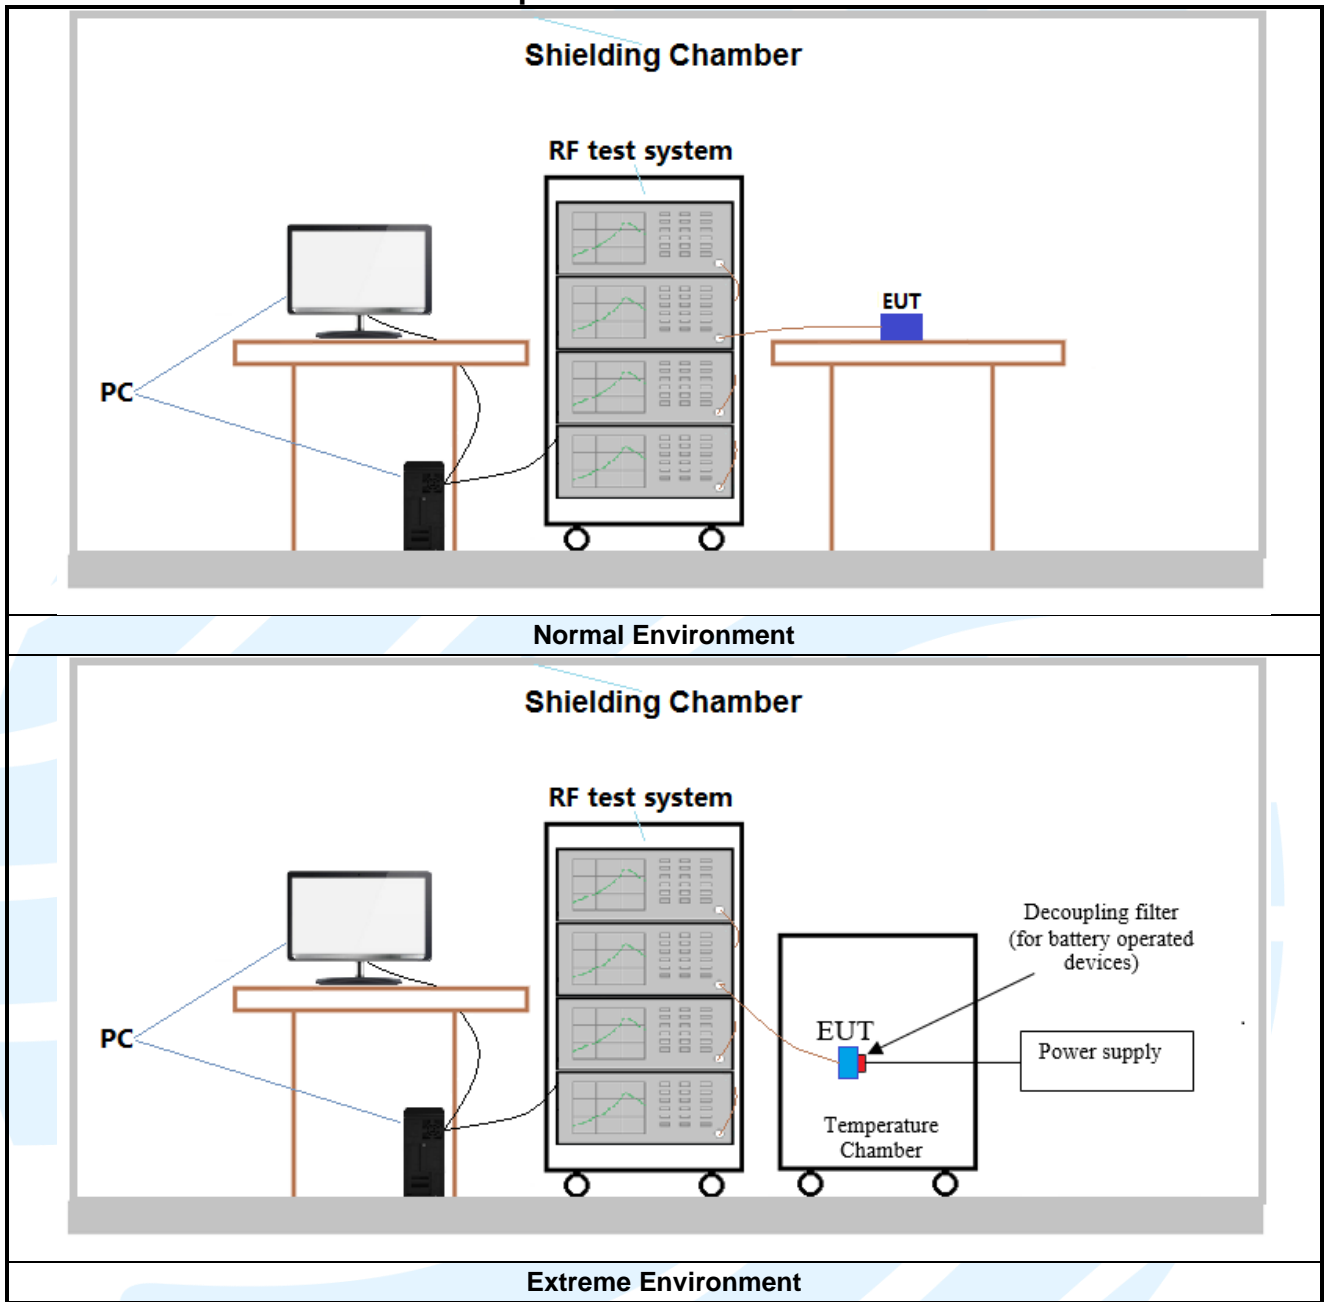 Shielding Chamber
RF test system
EUT
PC
Normal Environment
Shielding Chamber
RF test system
Decoupling filter
(for battery operated
devices)
EUT
PC
Power supply
Temperature
Chamber
Extreme Environment